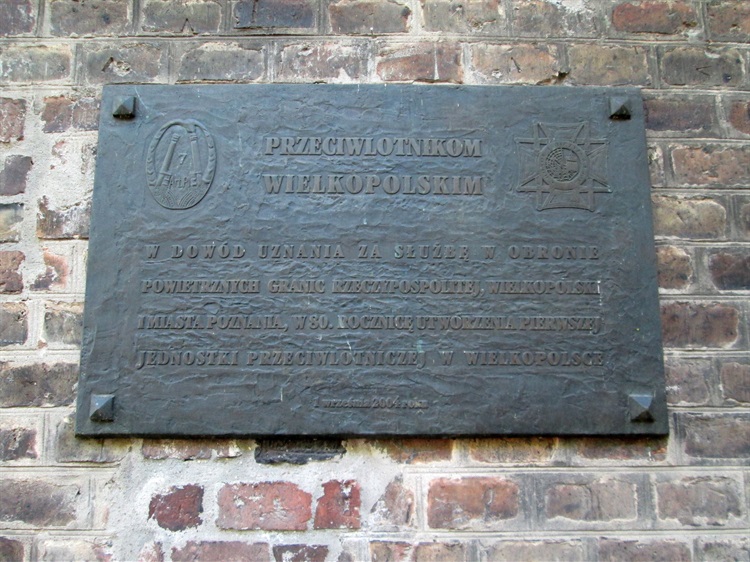 PRZECIWLOTNIKOM
WIELKOPOLSKIM
W DOWÓD UZNANIA ZA SŁUŻBĘ W OBRONIE
POWIETRZNYCH GRANIC RZECZYPOSPOLITEJ, WIELKOPOLSKI
I MIASTA POZNANIA, W 80. ROCZNICĘ UTWORZENIA PIERWSZEJ
JEDNOSTKI PRZECIWLOTNICZEJ W WIELKOPOLSCE
1 września 2004 roku